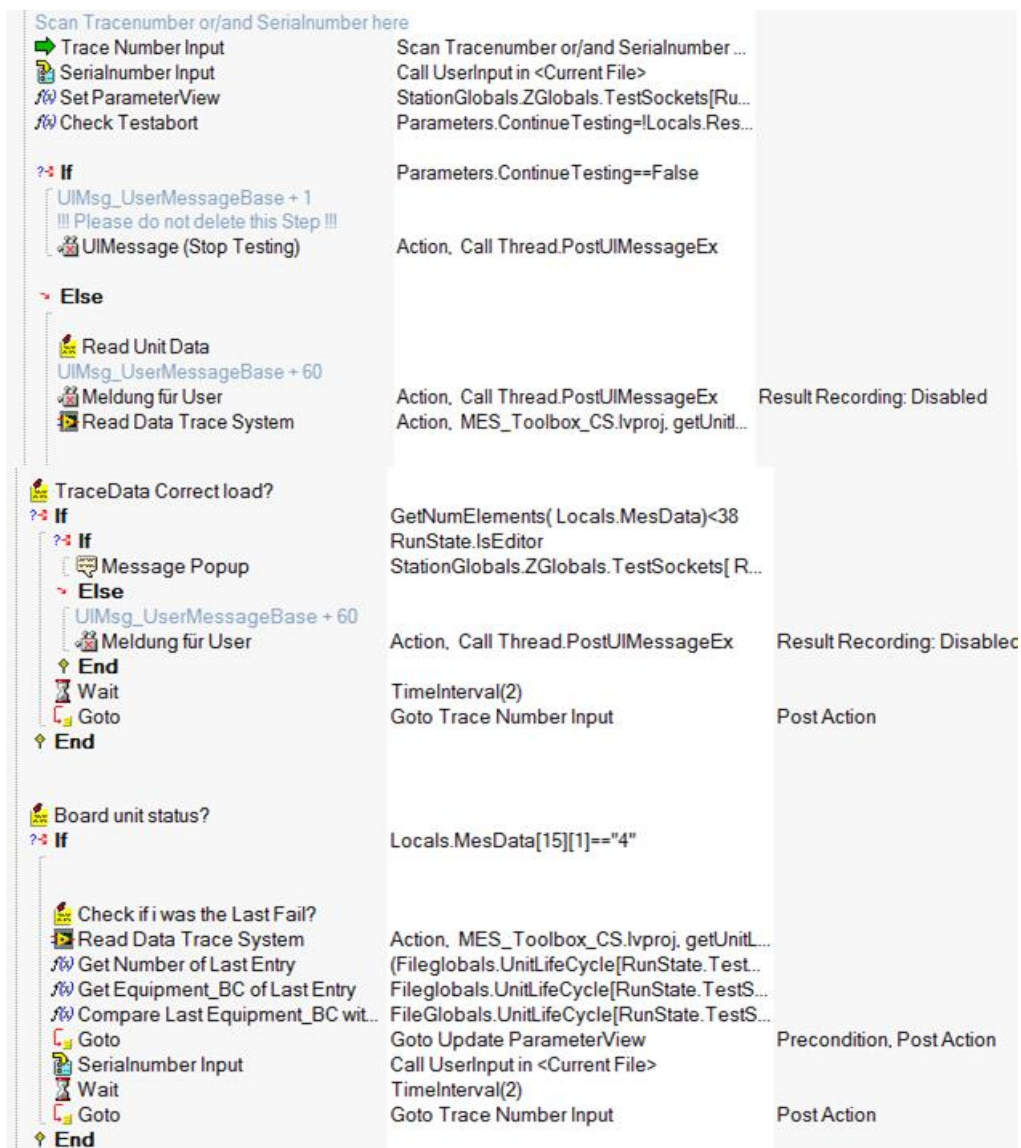 Scan Tracenumber or/and Serialnumber here
Trace Number Input Scan Tracenumber or/and Serialnumber ...
Serialnumber Input Call UserInput in <Current File>
f(x) Set ParameterView StationGlobals.ZGlobals.TestSockets[Ru...
f(x) Check Testabort Parameters.ContinueTesting=!Locals.Res...
?If Parameters.ContinueTesting==False
UIMsg_UserMessageBase + 1
!!! Please do not delete this Step !!!
UIMessage (Stop Testing) Action, Call Thread.PostUIMessageEx
Else
Read Unit Data
UIMsg_UserMessageBase + 60
Meldung für User Action, Call Thread.PostUIMessageEx Result Recording: Disabled
Read Data Trace System Action, MES_Toolbox_CS.lvproj, getUnitI...
TraceData Correct load?
?If GetNumElements( Locals.MesData)<38
?If RunState.IsEditor
Message Popup StationGlobals.ZGlobals.TestSockets[ R...
Else
UIMsg_UserMessageBase + 60
Meldung für User Action, Call Thread.PostUIMessageEx Result Recording: Disabled
End
Wait TimeInterval(2)
Goto Goto Trace Number Input Post Action
End
Board unit status?
?If Locals.MesData[15][1]=="4"
Check if i was the Last Fail?
Read Data Trace System Action, MES_Toolbox_CS.lvproj, getUnitL...
f(x) Get Number of Last Entry (Fileglobals.UnitLifeCycle[RunState.Test...
f(x) Get Equipment_BC of Last Entry Fileglobals.UnitLifeCycle[RunState.TestS...
f(x) Compare Last Equipment_BC wit... FileGlobals.UnitLifeCycle[RunState.TestS...
Goto Goto Update ParameterView Precondition, Post Action
Serialnumber Input Call UserInput in <Current File>
Wait TimeInterval(2)
Goto Goto Trace Number Input Post Action
End